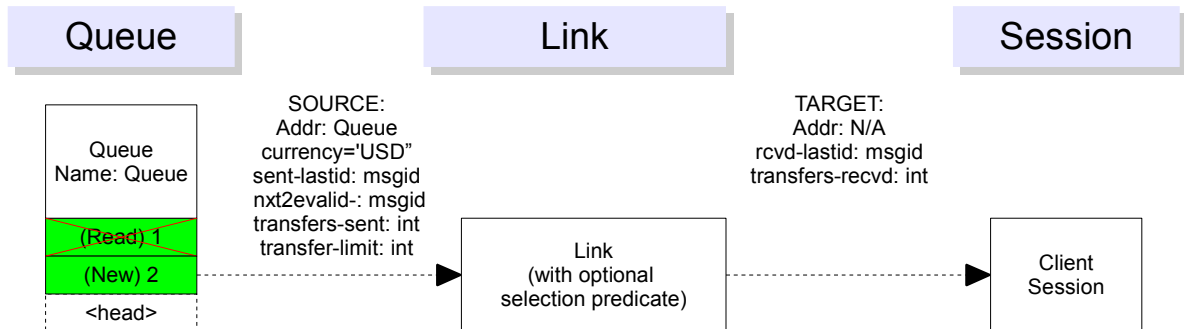 Queue
Link
Session
Queue
Name: Queue
(Read) 1
(New) 2
<head>
SOURCE:
Addr: Queue
currency='USD”
sent-lastid: msgid
nxt2evalid-: msgid
transfers-sent: int
transfer-limit: int
Link
(with optional
selection predicate)
TARGET:
Addr: N/A
rcvd-lastid: msgid
transfers-recvd: int
Client
Session